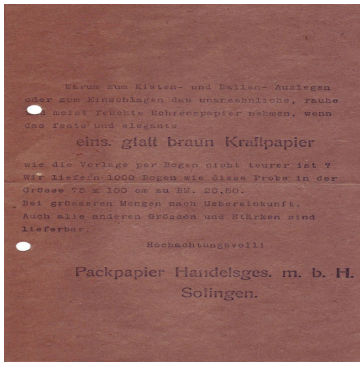 Warum zum Kisten- und Ballen- Auslegen
oder zum Einschlagen das unansehnliche, rauhe
und meist feuchte Schrenzpapier nehmen, wenn
das feste und elegante
eins. glatt braun Kraftpapier
wie die Vorlage per Bogen nicht teurer ist ?
Wir liefern 1000 Bogen wie diese Probe in der
Grösse 75 x 100 cm zu RM. 20,50.
Bei grösseren Mengen nach Uebereinkunft.
Auch alle anderen Grössen und Stärken sind
lieferbar.
Hochachtungsvoll!
Packpapier Handelsges. m. b. H.
Solingen.